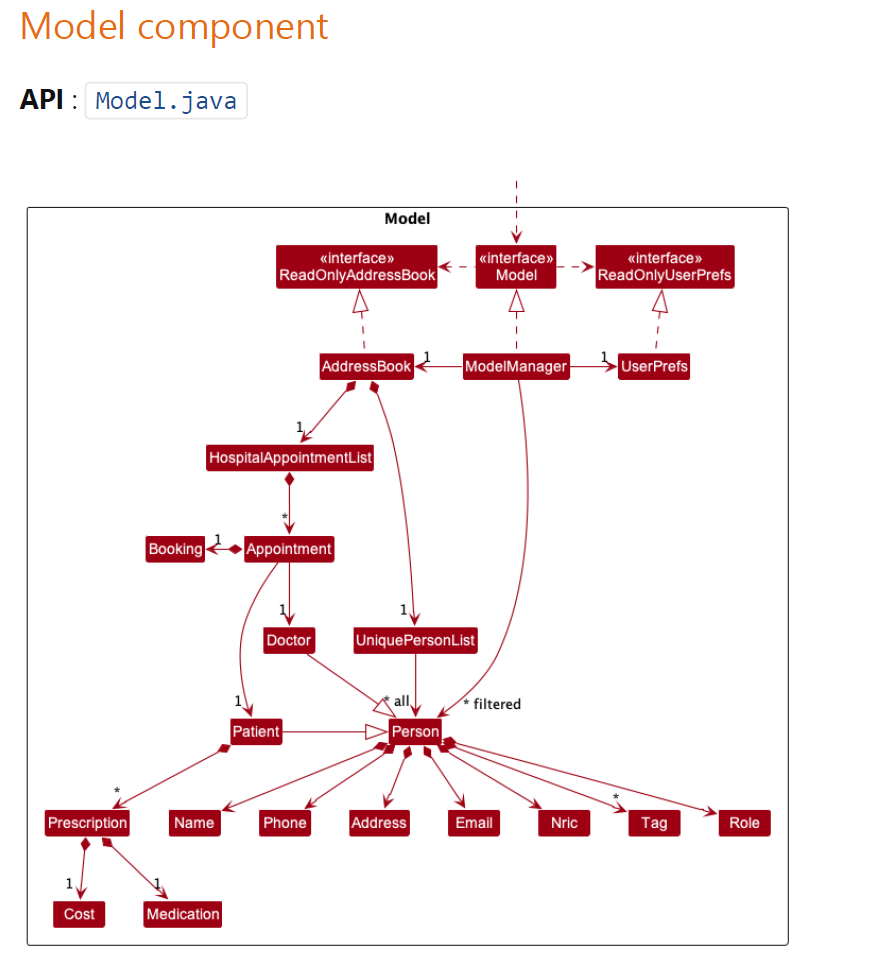 Model component
API : Model.java
Model
«interface»
ReadOnlyAddressBook
«interface»
Model
«interface»
ReadOnlyUserPrefs
AddressBook
1
ModelManager
1
UserPrefs
1
HospitalAppointmentList
*
Booking
1
Appointment
1
Doctor
1
UniquePersonList
1
Patient
* all
* filtered
Person
*
Prescription
Name
Phone
Address
Email
Nric
*
Tag
Role
1
Cost
1
Medication